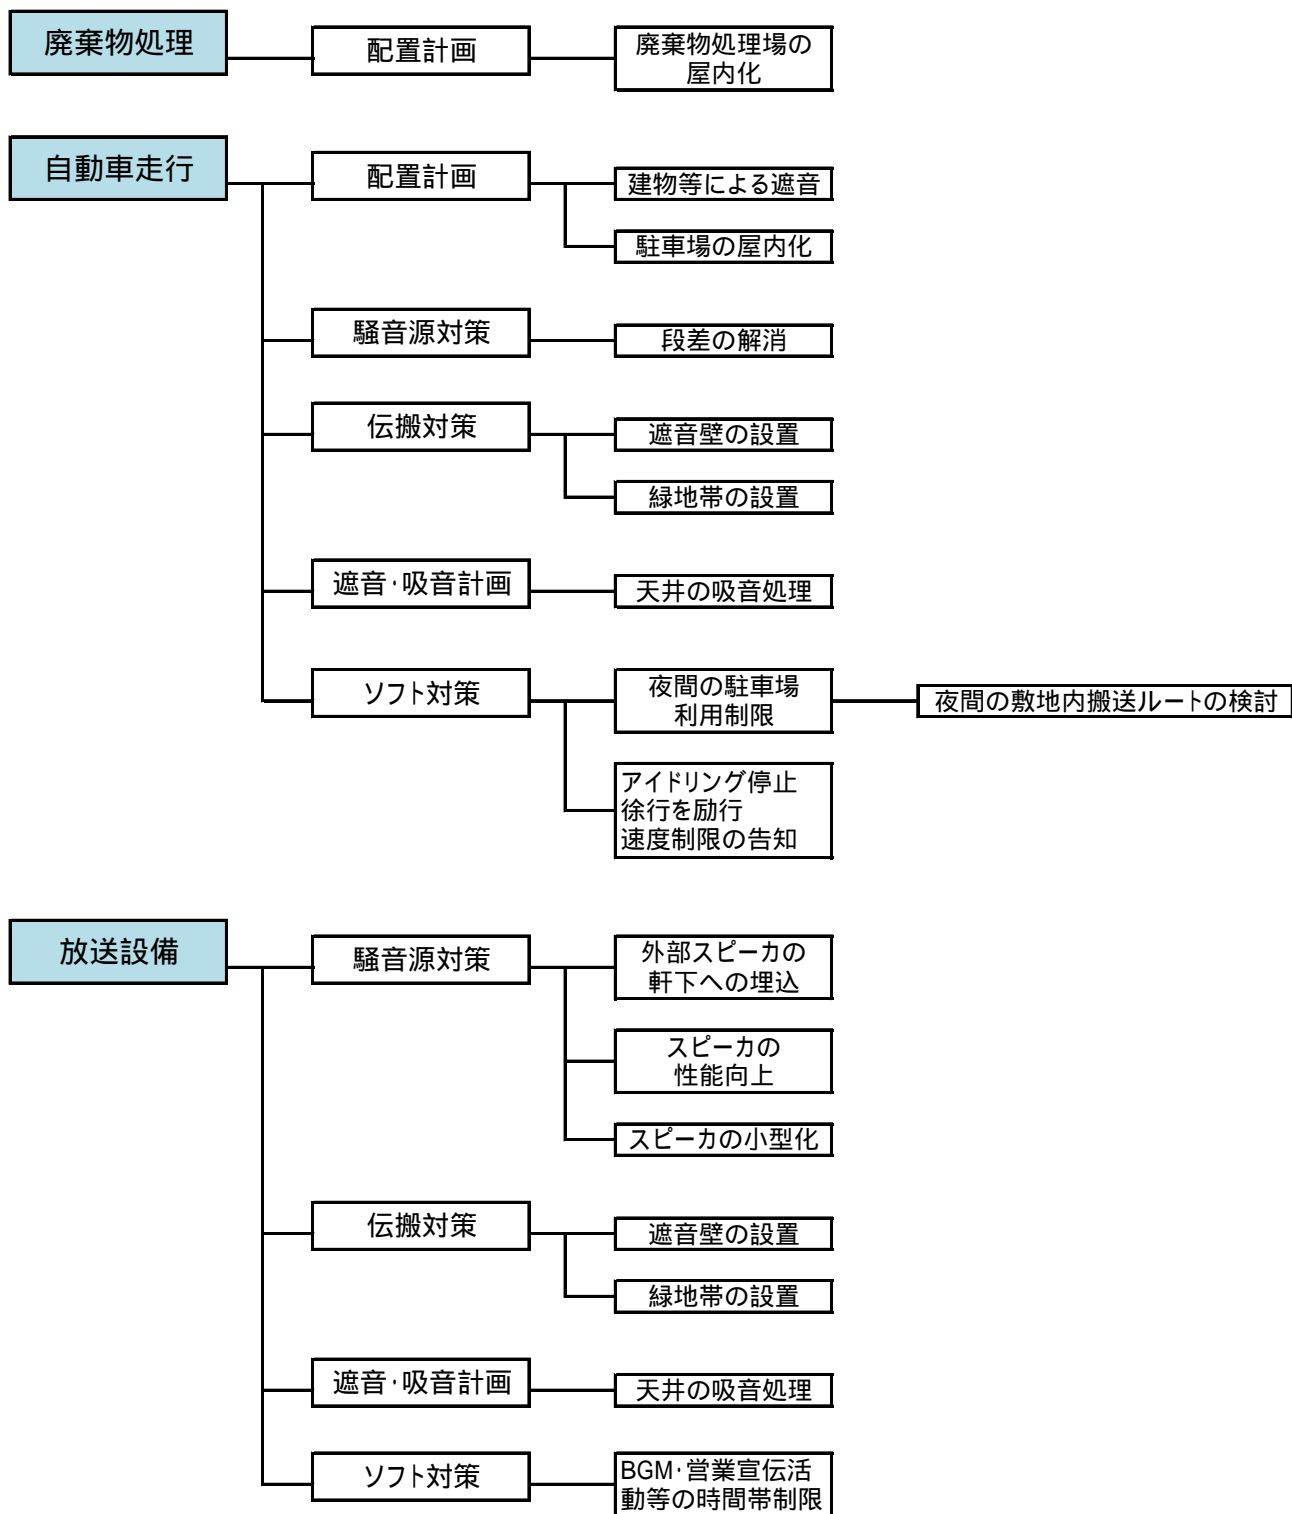 廃棄物処理
配置計画
廃棄物処理場の
屋内化
自動車走行
配置計画
建物等による遮音
駐車場の屋内化
騒音源対策
段差の解消
伝搬対策
遮音壁の設置
緑地帯の設置
遮音・吸音計画
天井の吸音処理
ソフト対策
夜間の駐車場
利用制限
夜間の敷地内搬送ルートの検討
アイドリング停止
徐行を励行
速度制限の告知
放送設備
騒音源対策
外部スピーカの
軒下への埋込
スピーカの
性能向上
スピーカの小型化
伝搬対策
遮音壁の設置
緑地帯の設置
遮音・吸音計画
天井の吸音処理
ソフト対策
BGM・営業宣伝活
動等の時間帯制限